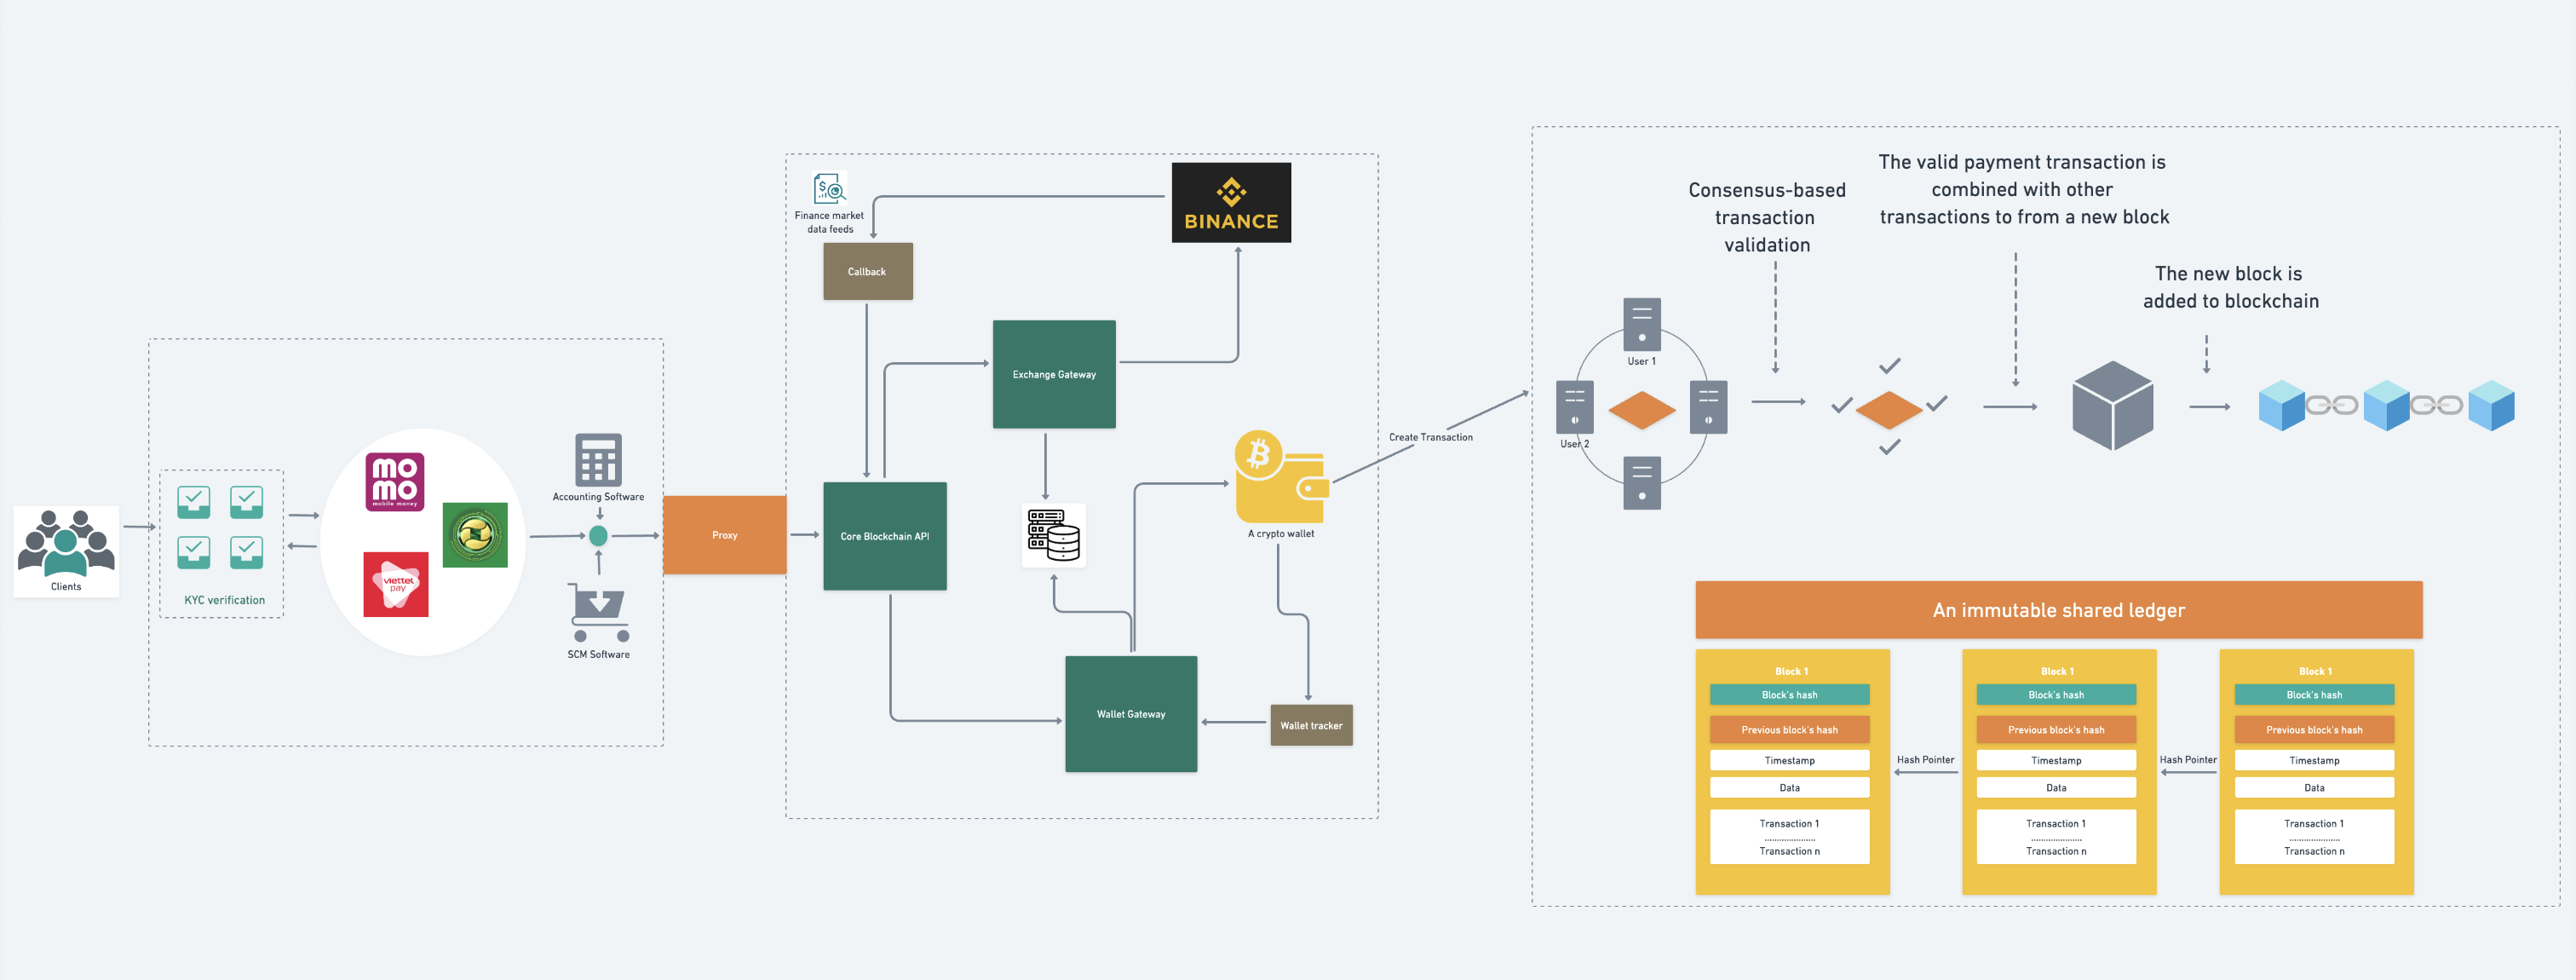 Clients
KYC verification
mo
mo
mobile money
viettel
pay
Accounting Software
SCM Software
Proxy
Finance market
data feeds
Callback
BINANCE
Exchange Gateway
Core Blockchain API
Wallet Gateway
A crypto wallet
Wallet tracker
Create Transaction
Consensus-based
transaction
validation
The valid payment transaction is
combined with other
transactions to from a new block
The new block is
added to blockchain
User 1
User 2
An immutable shared ledger
Block 1
Block's hash
Previous block's hash
Timestamp
Data
Transaction 1
.....................
Transaction n
Hash Pointer
Block 1
Block's hash
Previous block's hash
Timestamp
Data
Transaction 1
.....................
Transaction n
Hash Pointer
Block 1
Block's hash
Previous block's hash
Timestamp
Data
Transaction 1
.....................
Transaction n